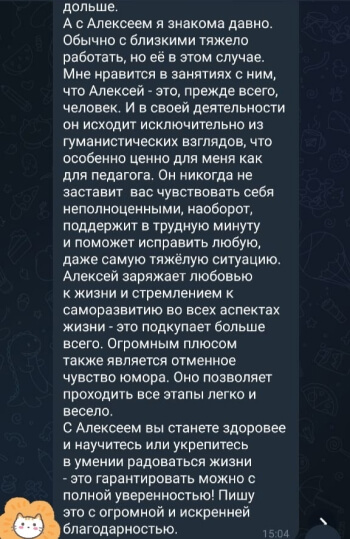 дольше.
А с Алексеем я знакома давно.
Обычно с близкими тяжело
работать, но её в этом случае.
Мне нравится в занятиях с ним,
что Алексей - это, прежде всего,
человек. И в своей деятельности
он исходит исключительно из
гуманистических взглядов, что
особенно ценно для меня как
для педагога. Он никогда не
заставит  вас чувствовать себя
неполноценными, наоборот,
поддержит в трудную минуту
и поможет исправить любую,
даже самую тяжёлую ситуацию.
Алексей заряжает любовью
к жизни и стремлением к
саморазвитию во всех аспектах
жизни - это подкупает больше
всего. Огромным плюсом
также является отменное
чувство юмора. Оно позволяет
проходить все этапы легко и
весело.
С Алексеем вы станете здоровее
и научитесь или укрепитесь
в умении радоваться жизни
- это гарантировать можно с
полной уверенностью! Пишу
это с огромной и искренней
благодарностью.
15:04